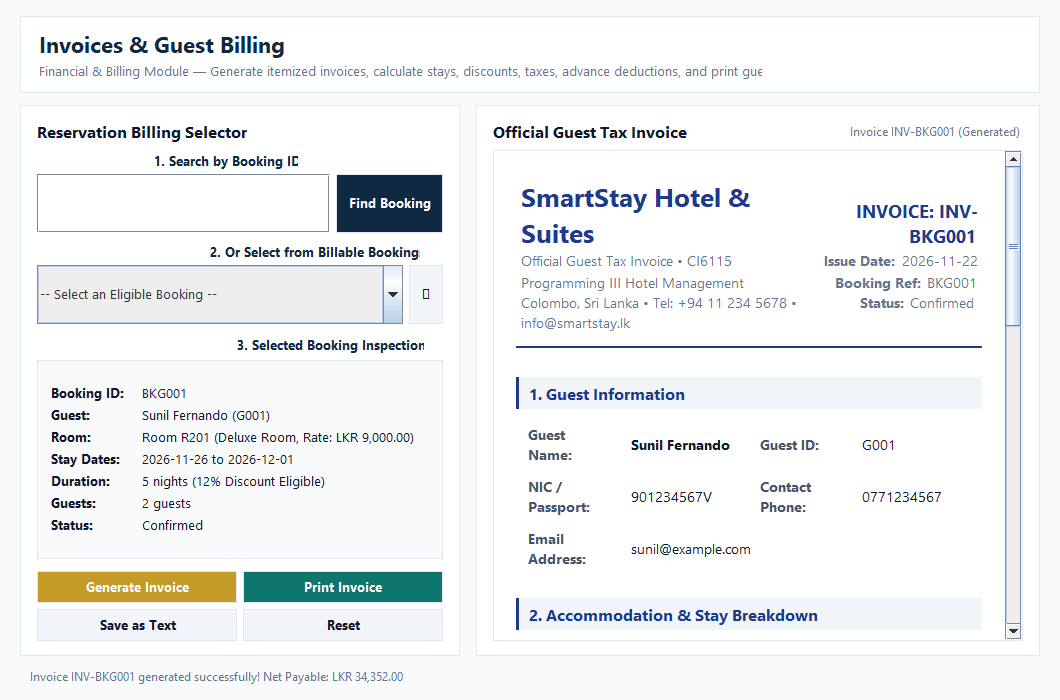 Invoices & Guest Billing
Financial & Billing Module — Generate itemized invoices, calculate stays, discounts, taxes, advance deductions, and print gue
Reservation Billing Selector
1. Search by Booking ID
Find Booking
2. Or Select from Billable Booking
-- Select an Eligible Booking --
3. Selected Booking Inspection
Booking ID: BKG001
Guest: Sunil Fernando (G001)
Room: Room R201 (Deluxe Room, Rate: LKR 9,000.00)
Stay Dates: 2026-11-26 to 2026-12-01
Duration: 5 nights (12% Discount Eligible)
Guests: 2 guests
Status: Confirmed
Generate Invoice
Print Invoice
Save as Text
Reset
Official Guest Tax Invoice
Invoice INV-BKG001 (Generated)
SmartStay Hotel &
Suites
Official Guest Tax Invoice • CI6115
Programming III Hotel Management
Colombo, Sri Lanka • Tel: +94 11 234 5678 •
info@smartstay.lk
INVOICE: INV-
BKG001
Issue Date: 2026-11-22
Booking Ref: BKG001
Status: Confirmed
1. Guest Information
Guest
Name:
Sunil Fernando
Guest ID:
G001
NIC /
Passport:
901234567V
Contact
Phone:
0771234567
Email
Address:
sunil@example.com
2. Accommodation & Stay Breakdown
Invoice INV-BKG001 generated successfully! Net Payable: LKR 34,352.00